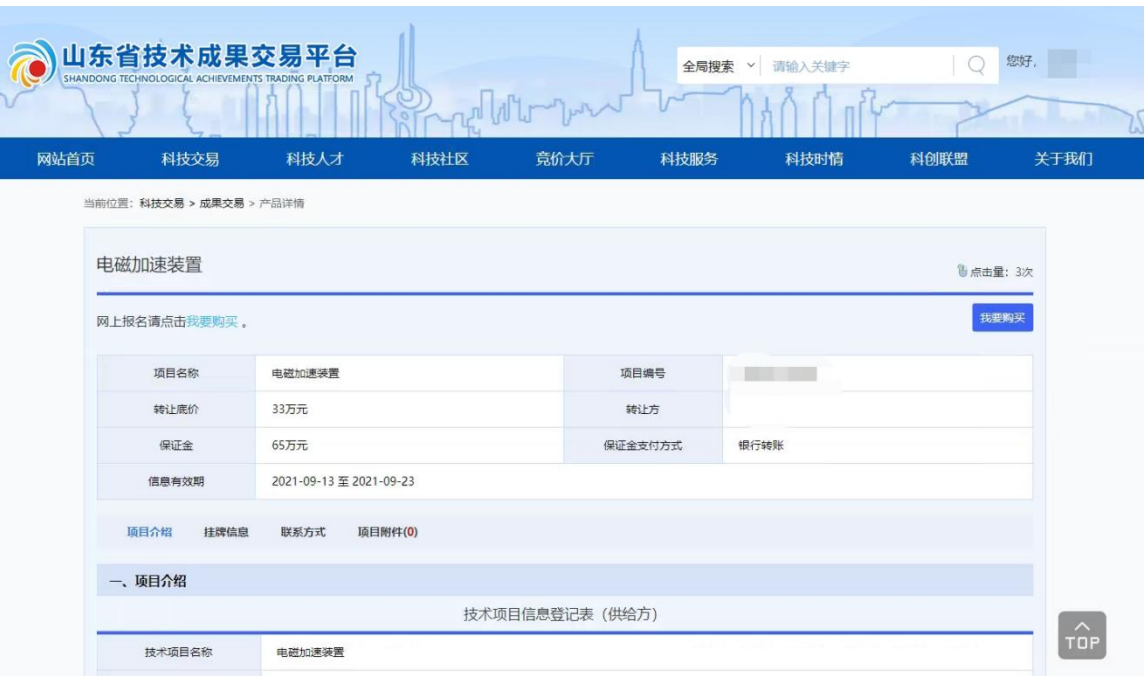 山东省技术成果交易平台
SHANDONG TECHNOLOGICAL ACHIEVEMENTS TRADING PLATFORM
全局搜索 请输入关键字 您好,
网站首页 科技交易 科技人才 科技社区 竞价大厅 科技服务 科技时情 科创联盟 关于我们
当前位置：科技交易 > 成果交易 > 产品详情
电磁加速装置 点击量：3次
网上报名请点击我要购买 。 我要购买
项目名称 电磁加速装置 项目编号
转让底价 33万元 转让方
保证金 65万元 保证金支付方式 银行转账
信息有效期 2021-09-13 至 2021-09-23
项目介绍 挂牌信息 联系方式 项目附件(0)
一、项目介绍
技术项目信息登记表（供给方）
技术项目名称 电磁加速装置
TOP